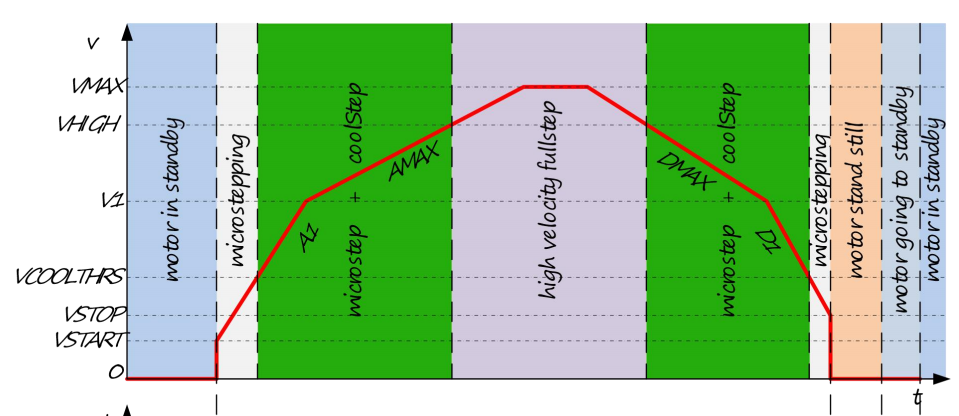 v
VMAX
VHIGH
V1
VCOOLTHRS
VSTOP
VSTART
0
motor in standby
microstepping
microstep + coolStep
A1
AMAX
high velocity fullstep
DMAX
microstep + coolStep
D1
microstepping
motor stand still
motor going to standby
motor in standby
t